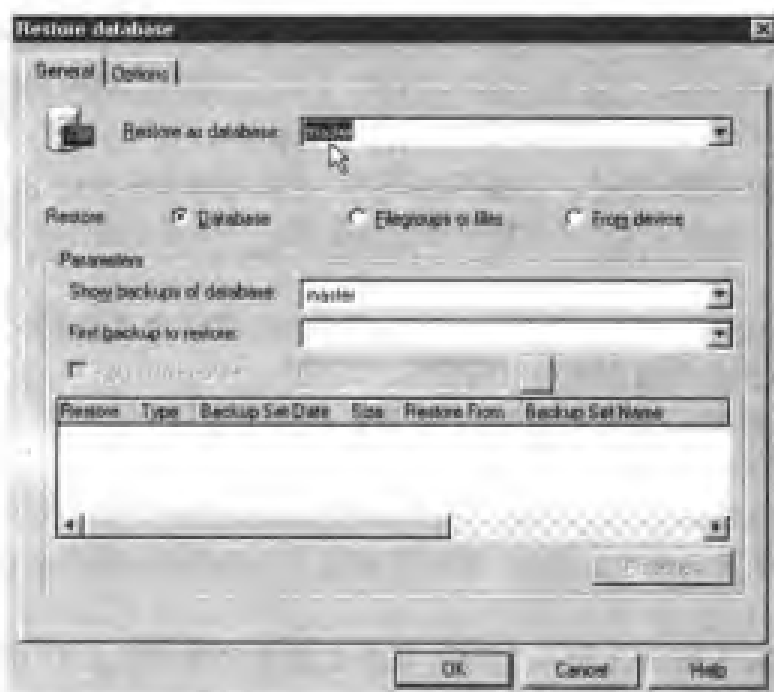 Restore database
General Options
Restore as database: master
Restore: Database Filegroups or files From device
Parameters
Show backups of database: master
First backup to restore:
Restore Type Backup Set Date Size Restore From Backup Set Name
OK Cancel Help